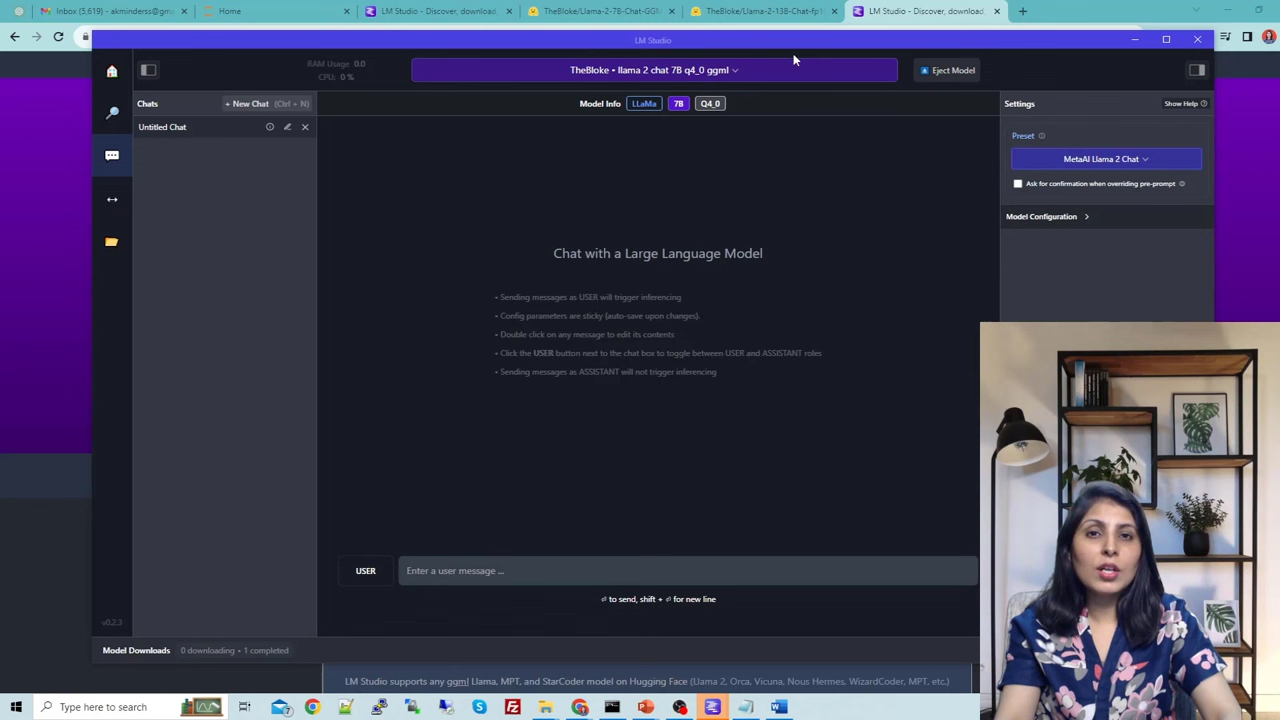 Inbox (5,619) - akminderss@gm
Home
LM Studio - Discover, download,
TheBloke/Llama-2-7B-Chat-GGM
TheBloke/Llama-2-13B-Chat-fp1
LM Studio - Discover, download,
LM Studio
RAM Usage 0.0
CPU: 0 %
TheBloke • llama 2 chat 7B q4_0 ggml
Eject Model
Chats
+ New Chat (Ctrl + N)
Model Info LLaMa 7B Q4_0
Settings
Show Help
Untitled Chat
Preset
MetaAI Llama 2 Chat
Ask for confirmation when overriding pre-prompt
Model Configuration
Chat with a Large Language Model
• Sending messages as USER will trigger inferencing
• Config parameters are sticky (auto-save upon changes).
• Double click on any message to edit its contents
• Click the USER button next to the chat box to toggle between USER and ASSISTANT roles
• Sending messages as ASSISTANT will not trigger inferencing
USER
Enter a user message ...
⏎ to send, shift + ⏎ for new line
v0.2.3
Model Downloads 0 downloading • 1 completed
LM Studio supports any ggml Llama, MPT, and StarCoder model on Hugging Face (Llama 2, Orca, Vicuna, Nous Hermes, WizardCoder, MPT, etc.)
Type here to search